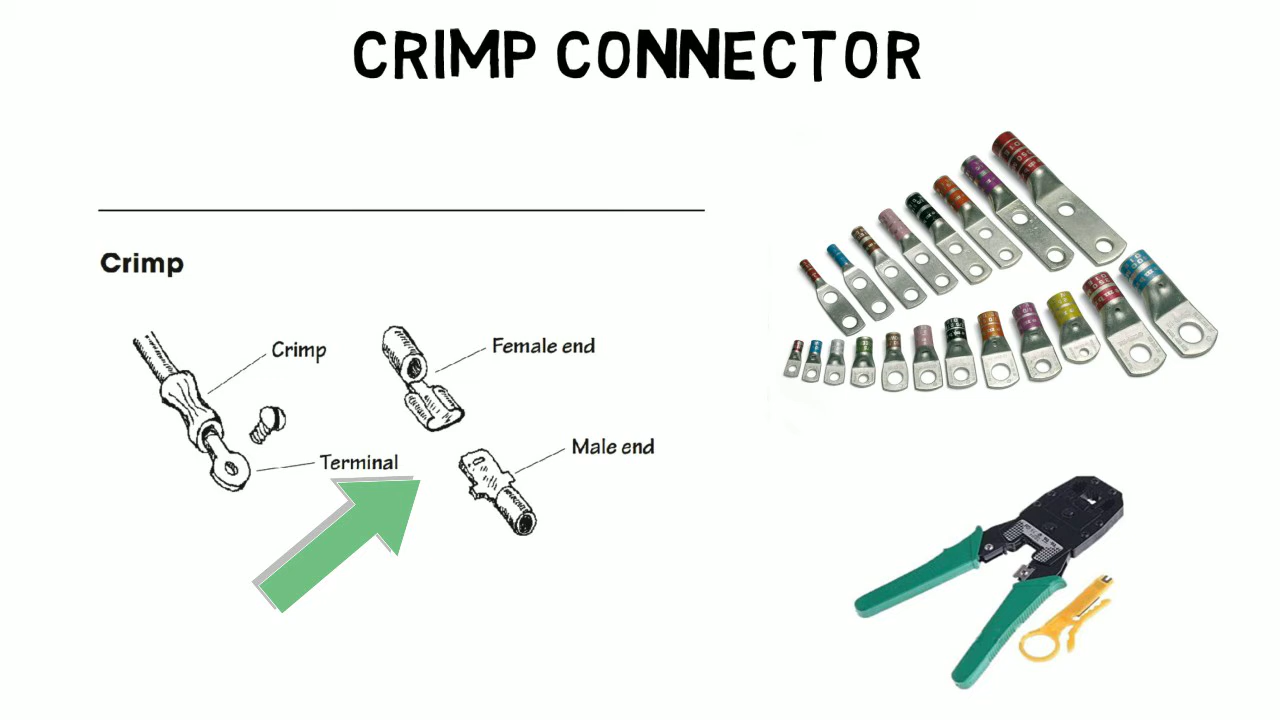 CRIMP CONNECTOR
Crimp
Crimp
Terminal
Female end
Male end